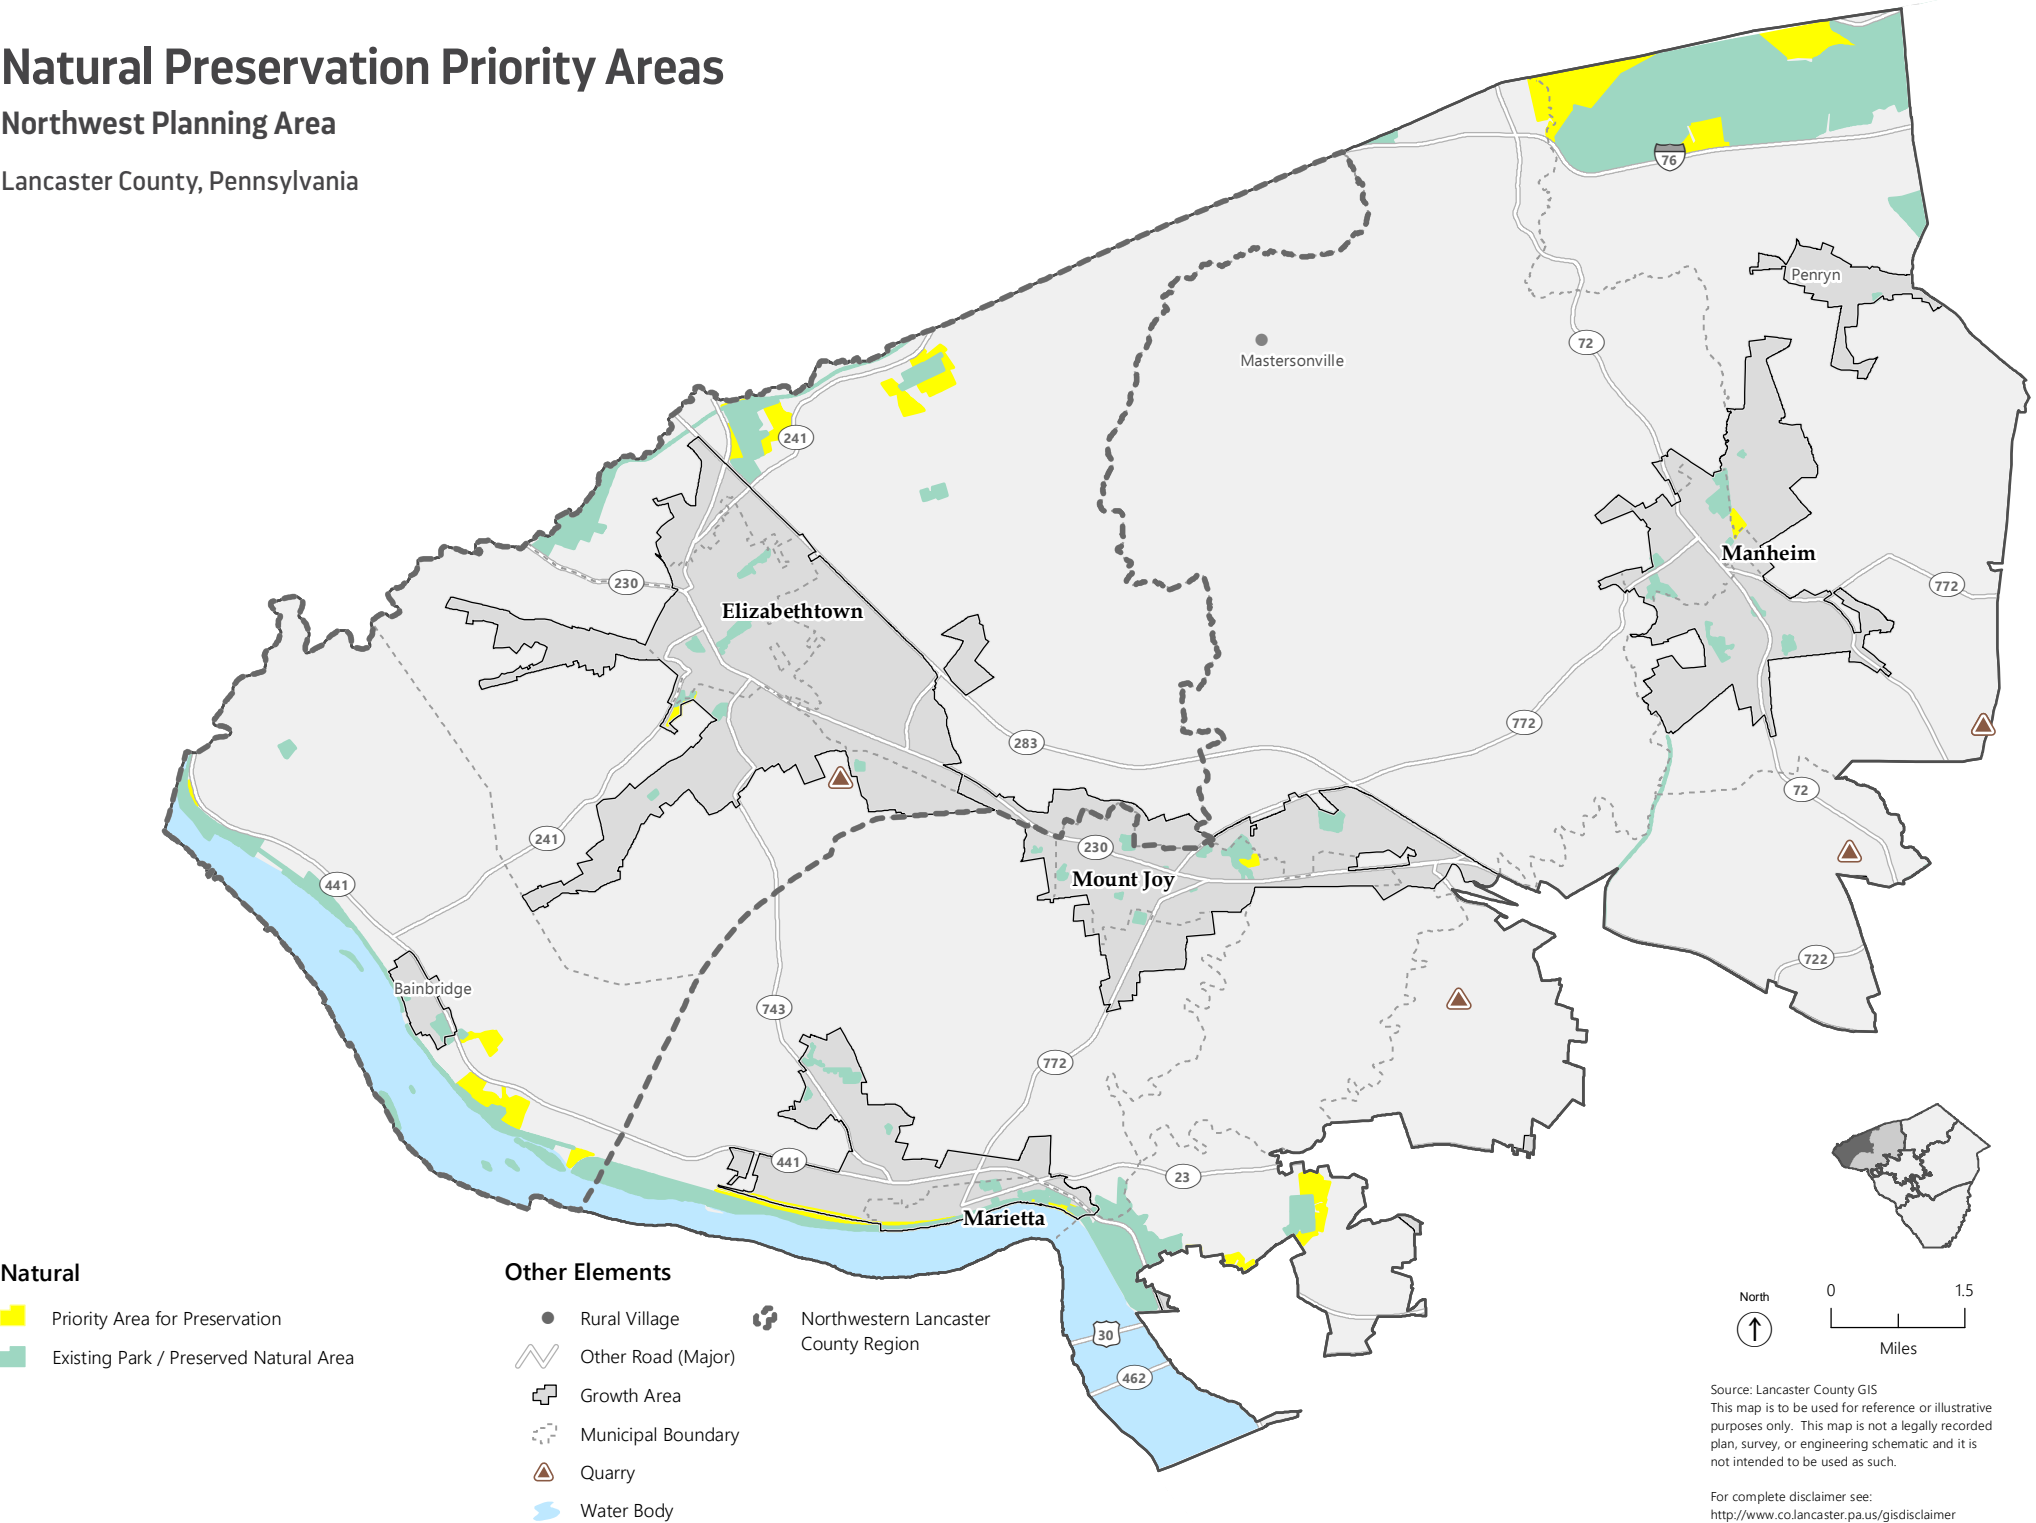 Natural Preservation Priority Areas
Northwest Planning Area
Lancaster County, Pennsylvania
76
Penryn
Mastersonville
72
241
230
Elizabethtown
Manheim
772
772
283
72
241
230
Mount Joy
441
722
Bainbridge
743
772
441
23
Marietta
30
462
Natural
Priority Area for Preservation
Existing Park / Preserved Natural Area
Other Elements
Rural Village
Other Road (Major)
Growth Area
Municipal Boundary
Quarry
Water Body
Northwestern Lancaster
County Region
North
0 1.5
Miles
Source: Lancaster County GIS
This map is to be used for reference or illustrative
purposes only. This map is not a legally recorded
plan, survey, or engineering schematic and it is
not intended to be used as such.
For complete disclaimer see:
http://www.co.lancaster.pa.us/gisdisclaimer